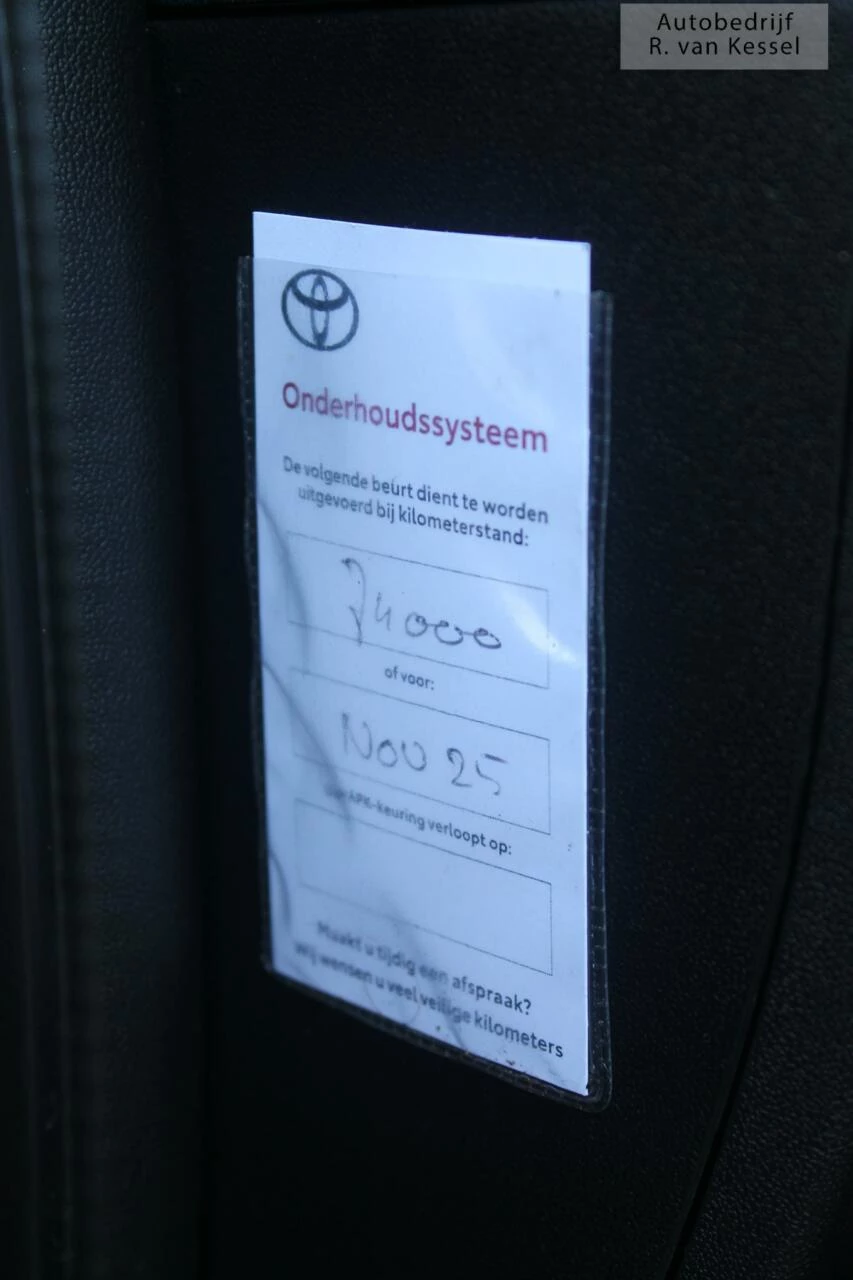 Autobedrijf
R. van Kessel
Onderhoudssysteem
De volgende beurt dient te worden
uitgevoerd bij kilometerstand:
74000
of voor:
Nov 25
APK-keuring verloopt op:
Maakt u tijdig een afspraak?
Wij wensen u veel veilige kilometers